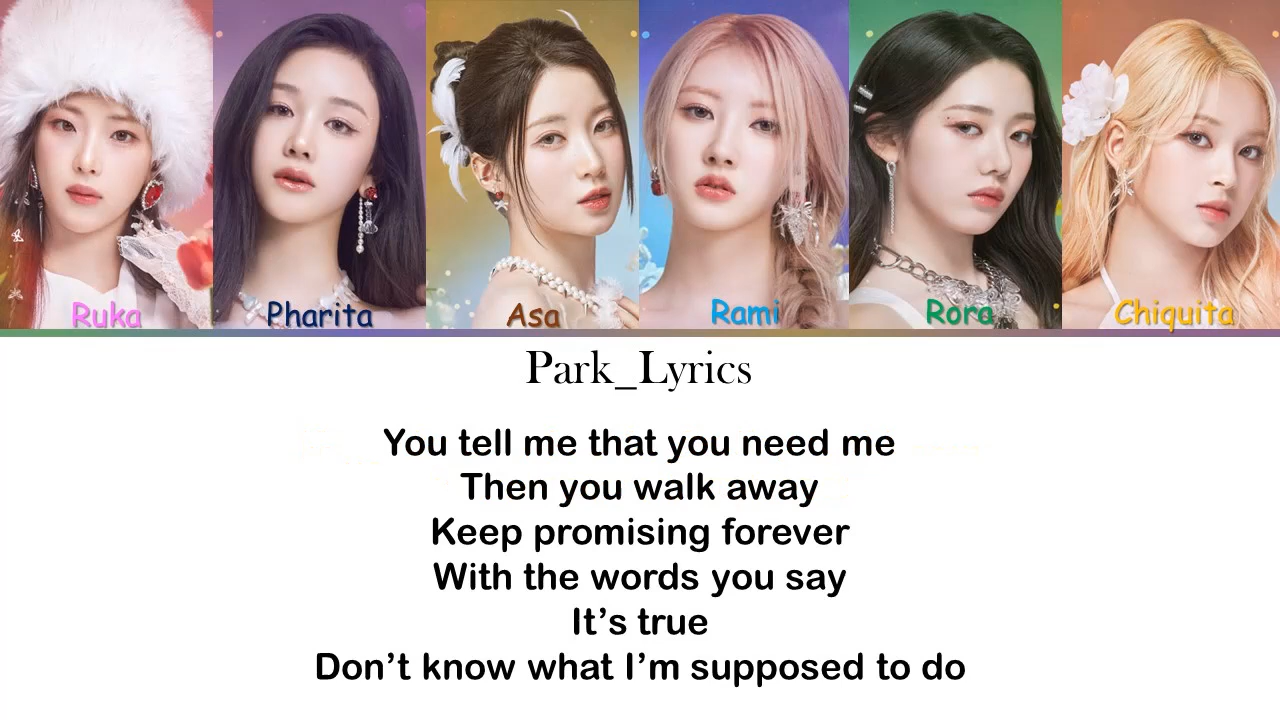 Ruka
Pharita
Asa
Rami
Rora
Chiquita
Park_Lyrics
You tell me that you need me
Then you walk away
Keep promising forever
With the words you say
It’s true
Don’t know what I’m supposed to do